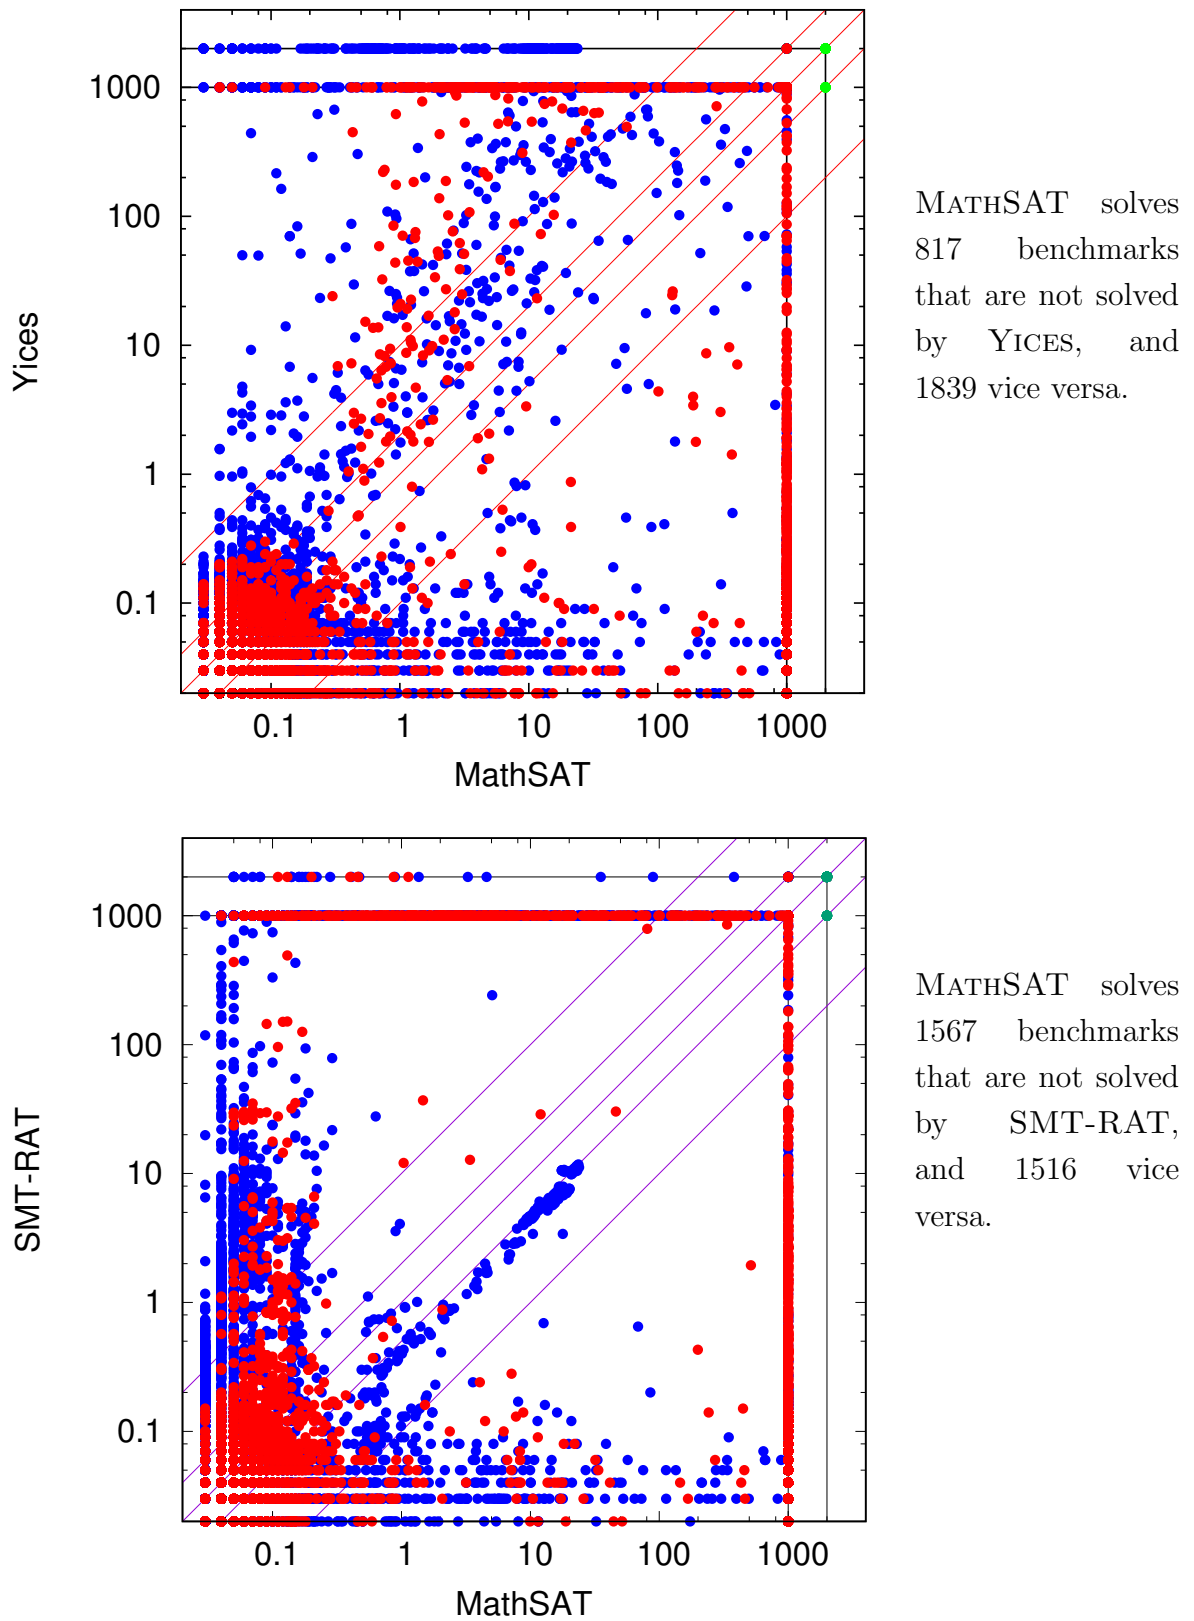 1000
100
10
1
0.1
Yices
0.1 1 10 100 1000
MathSAT
MATHSAT solves
817 benchmarks
that are not solved
by YICES, and
1839 vice versa.
1000
100
10
1
0.1
SMT-RAT
0.1 1 10 100 1000
MathSAT
MATHSAT solves
1567 benchmarks
that are not solved
by SMT-RAT,
and 1516 vice
versa.